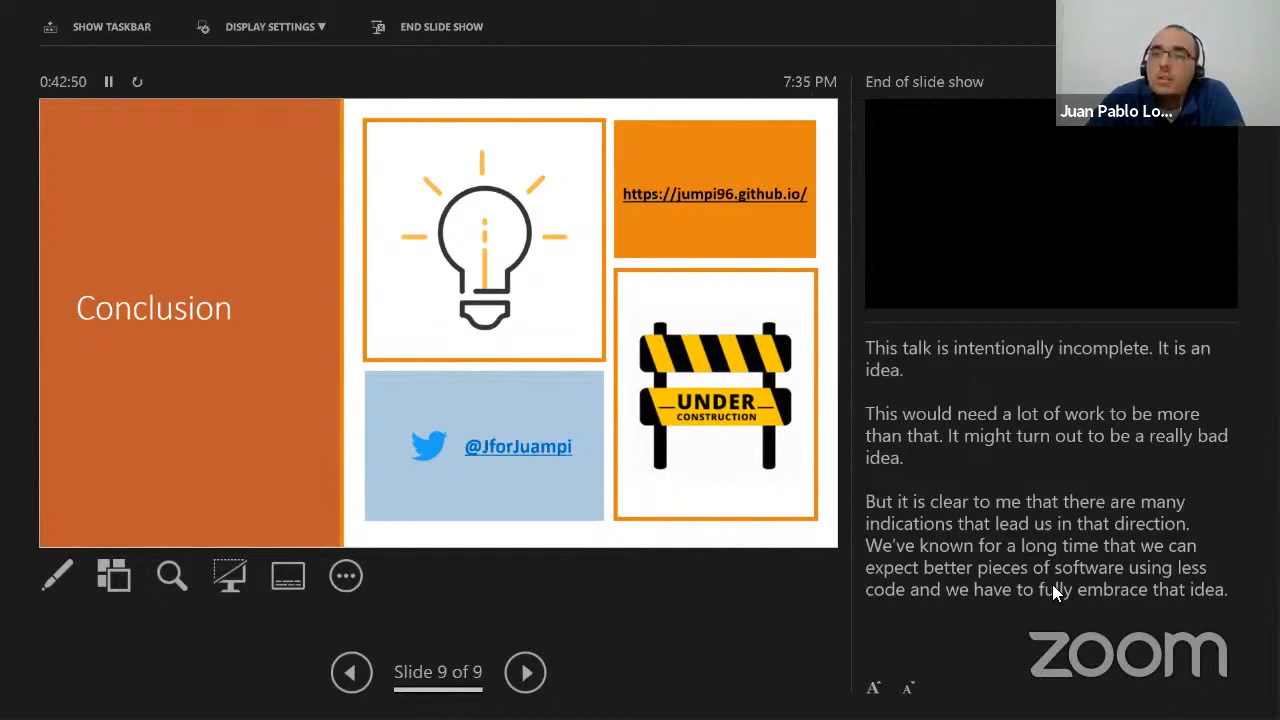 SHOW TASKBAR
DISPLAY SETTINGS ▼
END SLIDE SHOW
0:42:50
7:35 PM
End of slide show
Juan Pablo Lo...
Conclusion
https://jumpi96.github.io/
@JforJuampi
UNDER
CONSTRUCTION
This talk is intentionally incomplete. It is an
idea.
This would need a lot of work to be more
than that. It might turn out to be a really bad
idea.
But it is clear to me that there are many
indications that lead us in that direction.
We've known for a long time that we can
expect better pieces of software using less
code and we have to fully embrace that idea.
Slide 9 of 9
zoom
A A